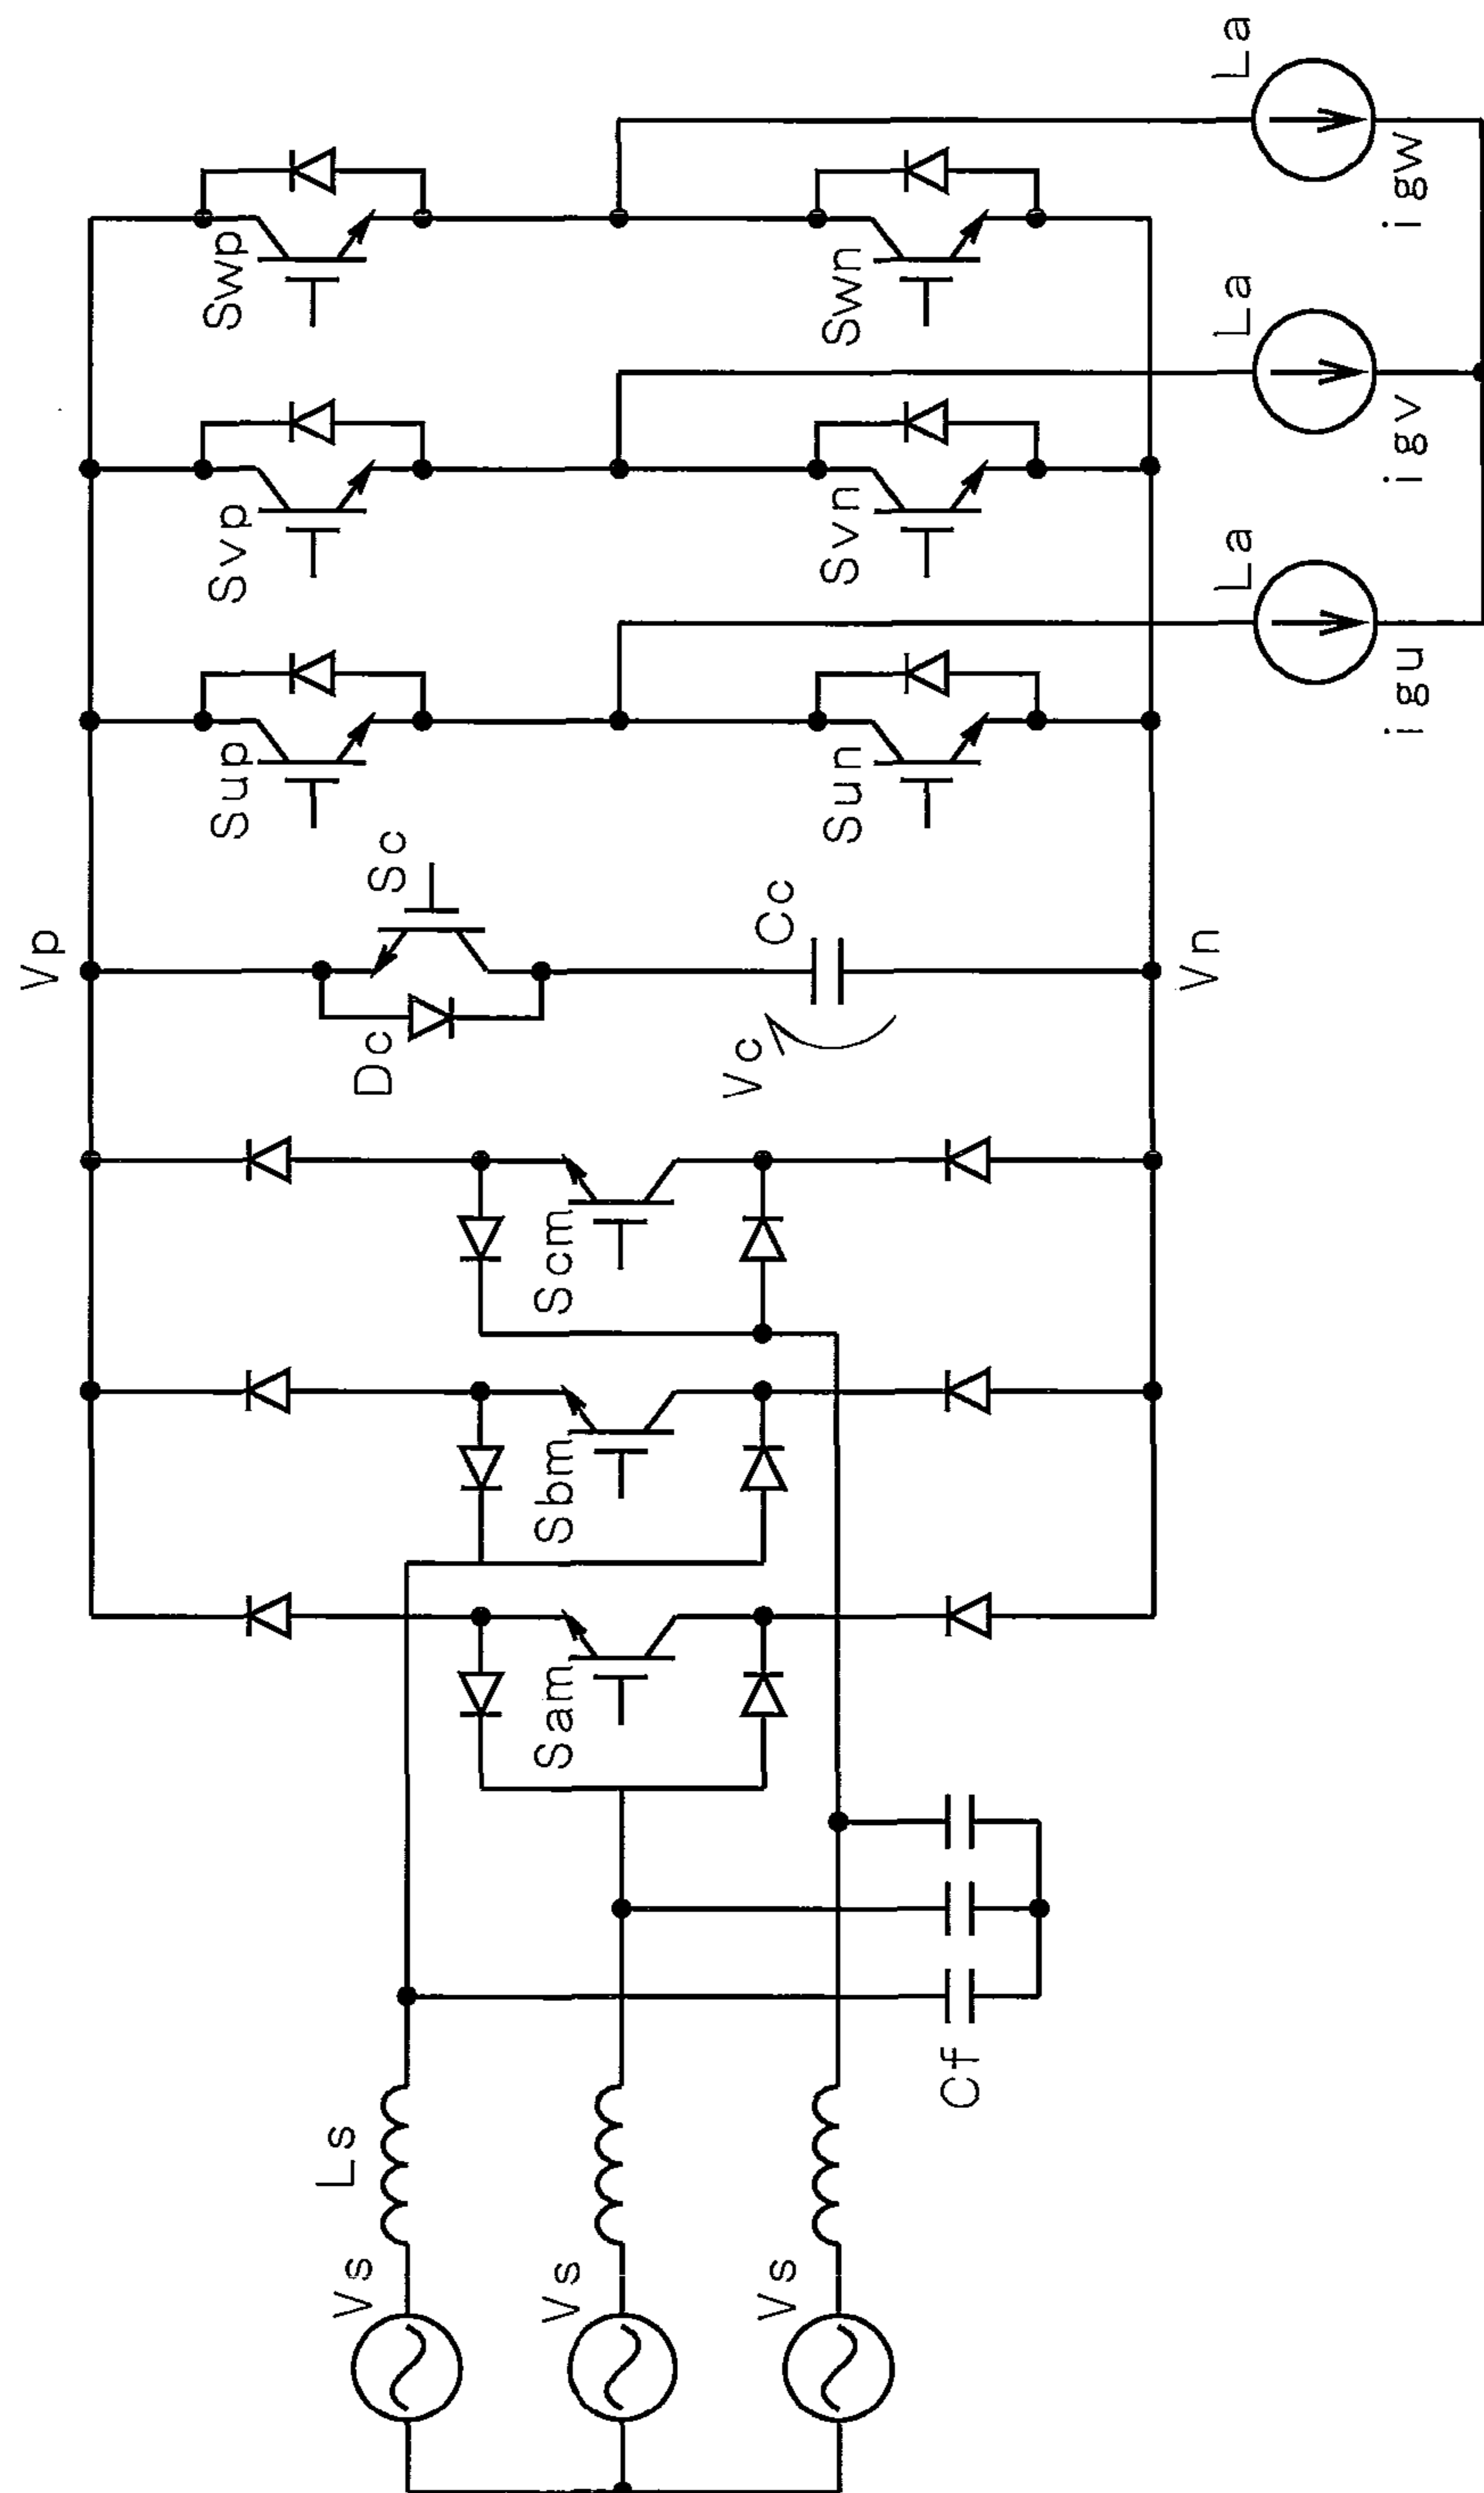 Vs
Vs
Vs
Ls
Cf
Sam
Sbm
Scm
Dc
Sc
Vc
Cc
Vp
Vn
Sup
Sun
Svp
Svn
Swp
Swn
La
igu
La
igv
La
igw